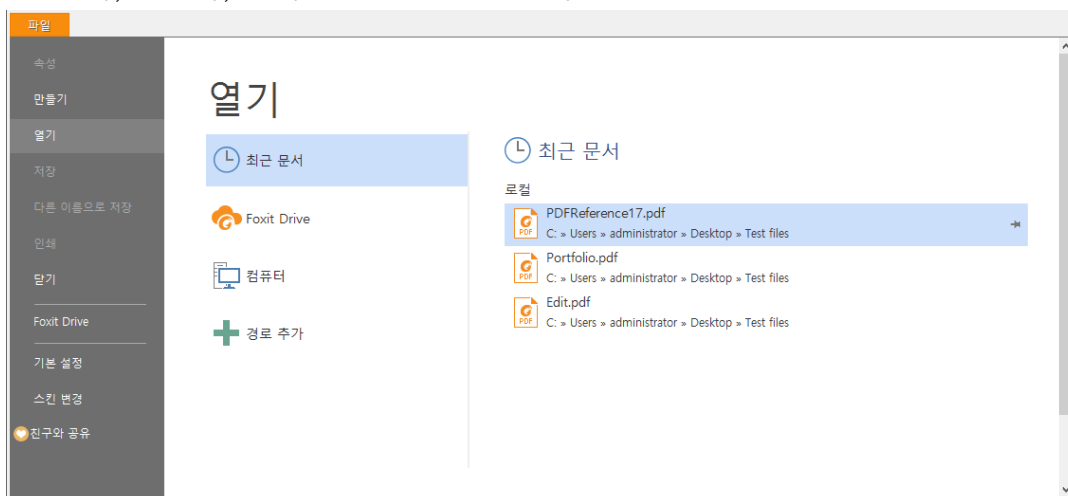 파일
속성
만들기
열기
저장
다른 이름으로 저장
인쇄
닫기
Foxit Drive
기본 설정
스킨 변경
친구와 공유
열기
최근 문서
Foxit Drive
컴퓨터
경로 추가
최근 문서
로컬
PDFReference17.pdf
C: » Users » administrator » Desktop » Test files
Portfolio.pdf
C: » Users » administrator » Desktop » Test files
Edit.pdf
C: » Users » administrator » Desktop » Test files
PDF
PDF
PDF